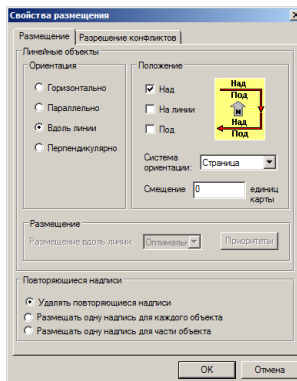 Свойства размещения
Размещение
Разрешение конфликтов
Линейные объекты
Ориентация
Горизонтально
Параллельно
Вдоль линии
Перпендикулярно
Положение
Над
На линии
Под
Над
Под
N
Над
Под
Система ориентации:
Страница
Смещение
0
единиц карты
Размещение
Размещение вдоль линии:
Приоритеты
Повторяющиеся надписи
Удалять повторяющиеся надписи
Размещать одну надпись для каждого объекта
Размещать одну надпись для части объекта
OK
Отмена